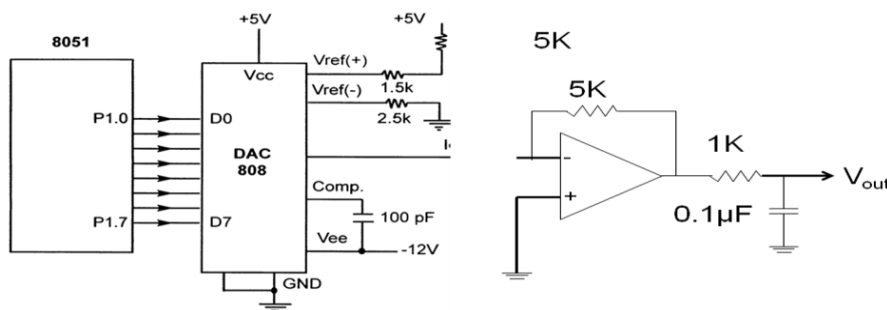 8051
P1.0
P1.7
+5V
Vcc
D0
DAC
808
D7
GND
Vref(+)
1.5k
+5V
Vref(-)
2.5k
Comp.
100 pF
Vee
-12V
5K
5K
-
+
1K
0.1µF
Vout